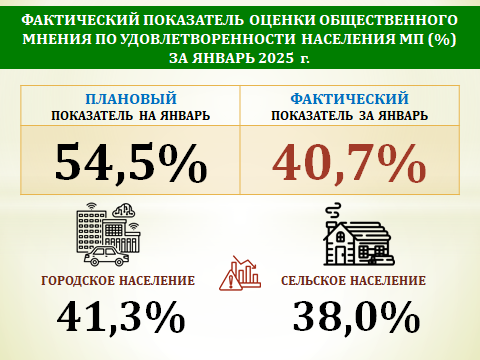 ФАКТИЧЕСКИЙ ПОКАЗАТЕЛЬ ОЦЕНКИ ОБЩЕСТВЕННОГО
МНЕНИЯ ПО УДОВЛЕТВОРЕННОСТИ НАСЕЛЕНИЯ МП (%)
ЗА ЯНВАРЬ 2025 г.
ПЛАНОВЫЙ
ПОКАЗАТЕЛЬ НА ЯНВАРЬ
54,5%
ФАКТИЧЕСКИЙ
ПОКАЗАТЕЛЬ ЗА ЯНВАРЬ
40,7%
ГОРОДСКОЕ НАСЕЛЕНИЕ
41,3%
СЕЛЬСКОЕ НАСЕЛЕНИЕ
38,0%